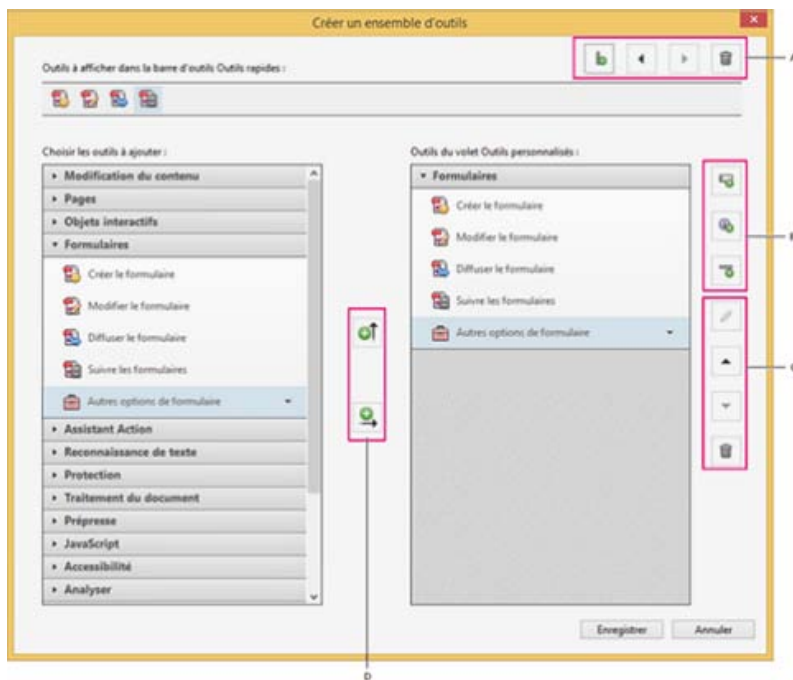 Créer un ensemble d'outils
Outils à afficher dans la barre d'outils Outils rapides :
A
Choisir les outils à ajouter :
Modification du contenu
Pages
Objets interactifs
Formulaires
Créer le formulaire
Modifier le formulaire
Diffuser le formulaire
Suivre les formulaires
Autres options de formulaire
Assistant Action
Reconnaissance de texte
Protection
Traitement du document
Prépresse
JavaScript
Accessibilité
Analyser
Outils du volet Outils personnalisés :
Formulaires
Créer le formulaire
Modifier le formulaire
Diffuser le formulaire
Suivre les formulaires
Autres options de formulaire
Enregistrer
Annuler
D